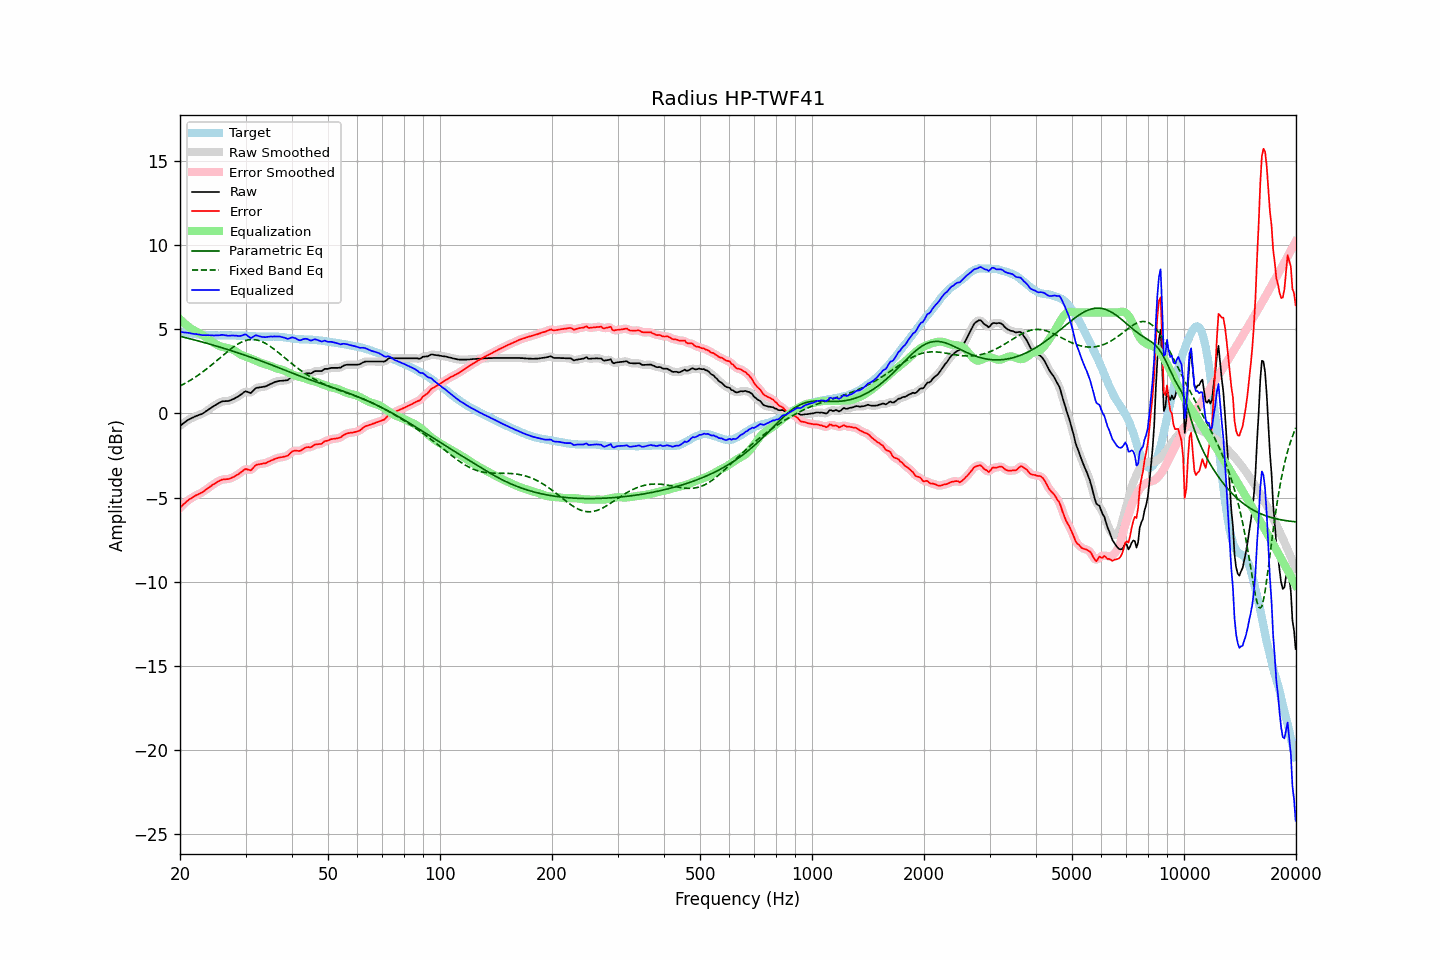 Radius HP-TWF41
Target
Raw Smoothed
Error Smoothed
Raw
Error
Equalization
Parametric Eq
Fixed Band Eq
Equalized
15
10
5
0
−5
−10
−15
−20
−25
Amplitude (dBr)
20 50 100 200 500 1000 2000 5000 10000 20000
Frequency (Hz)